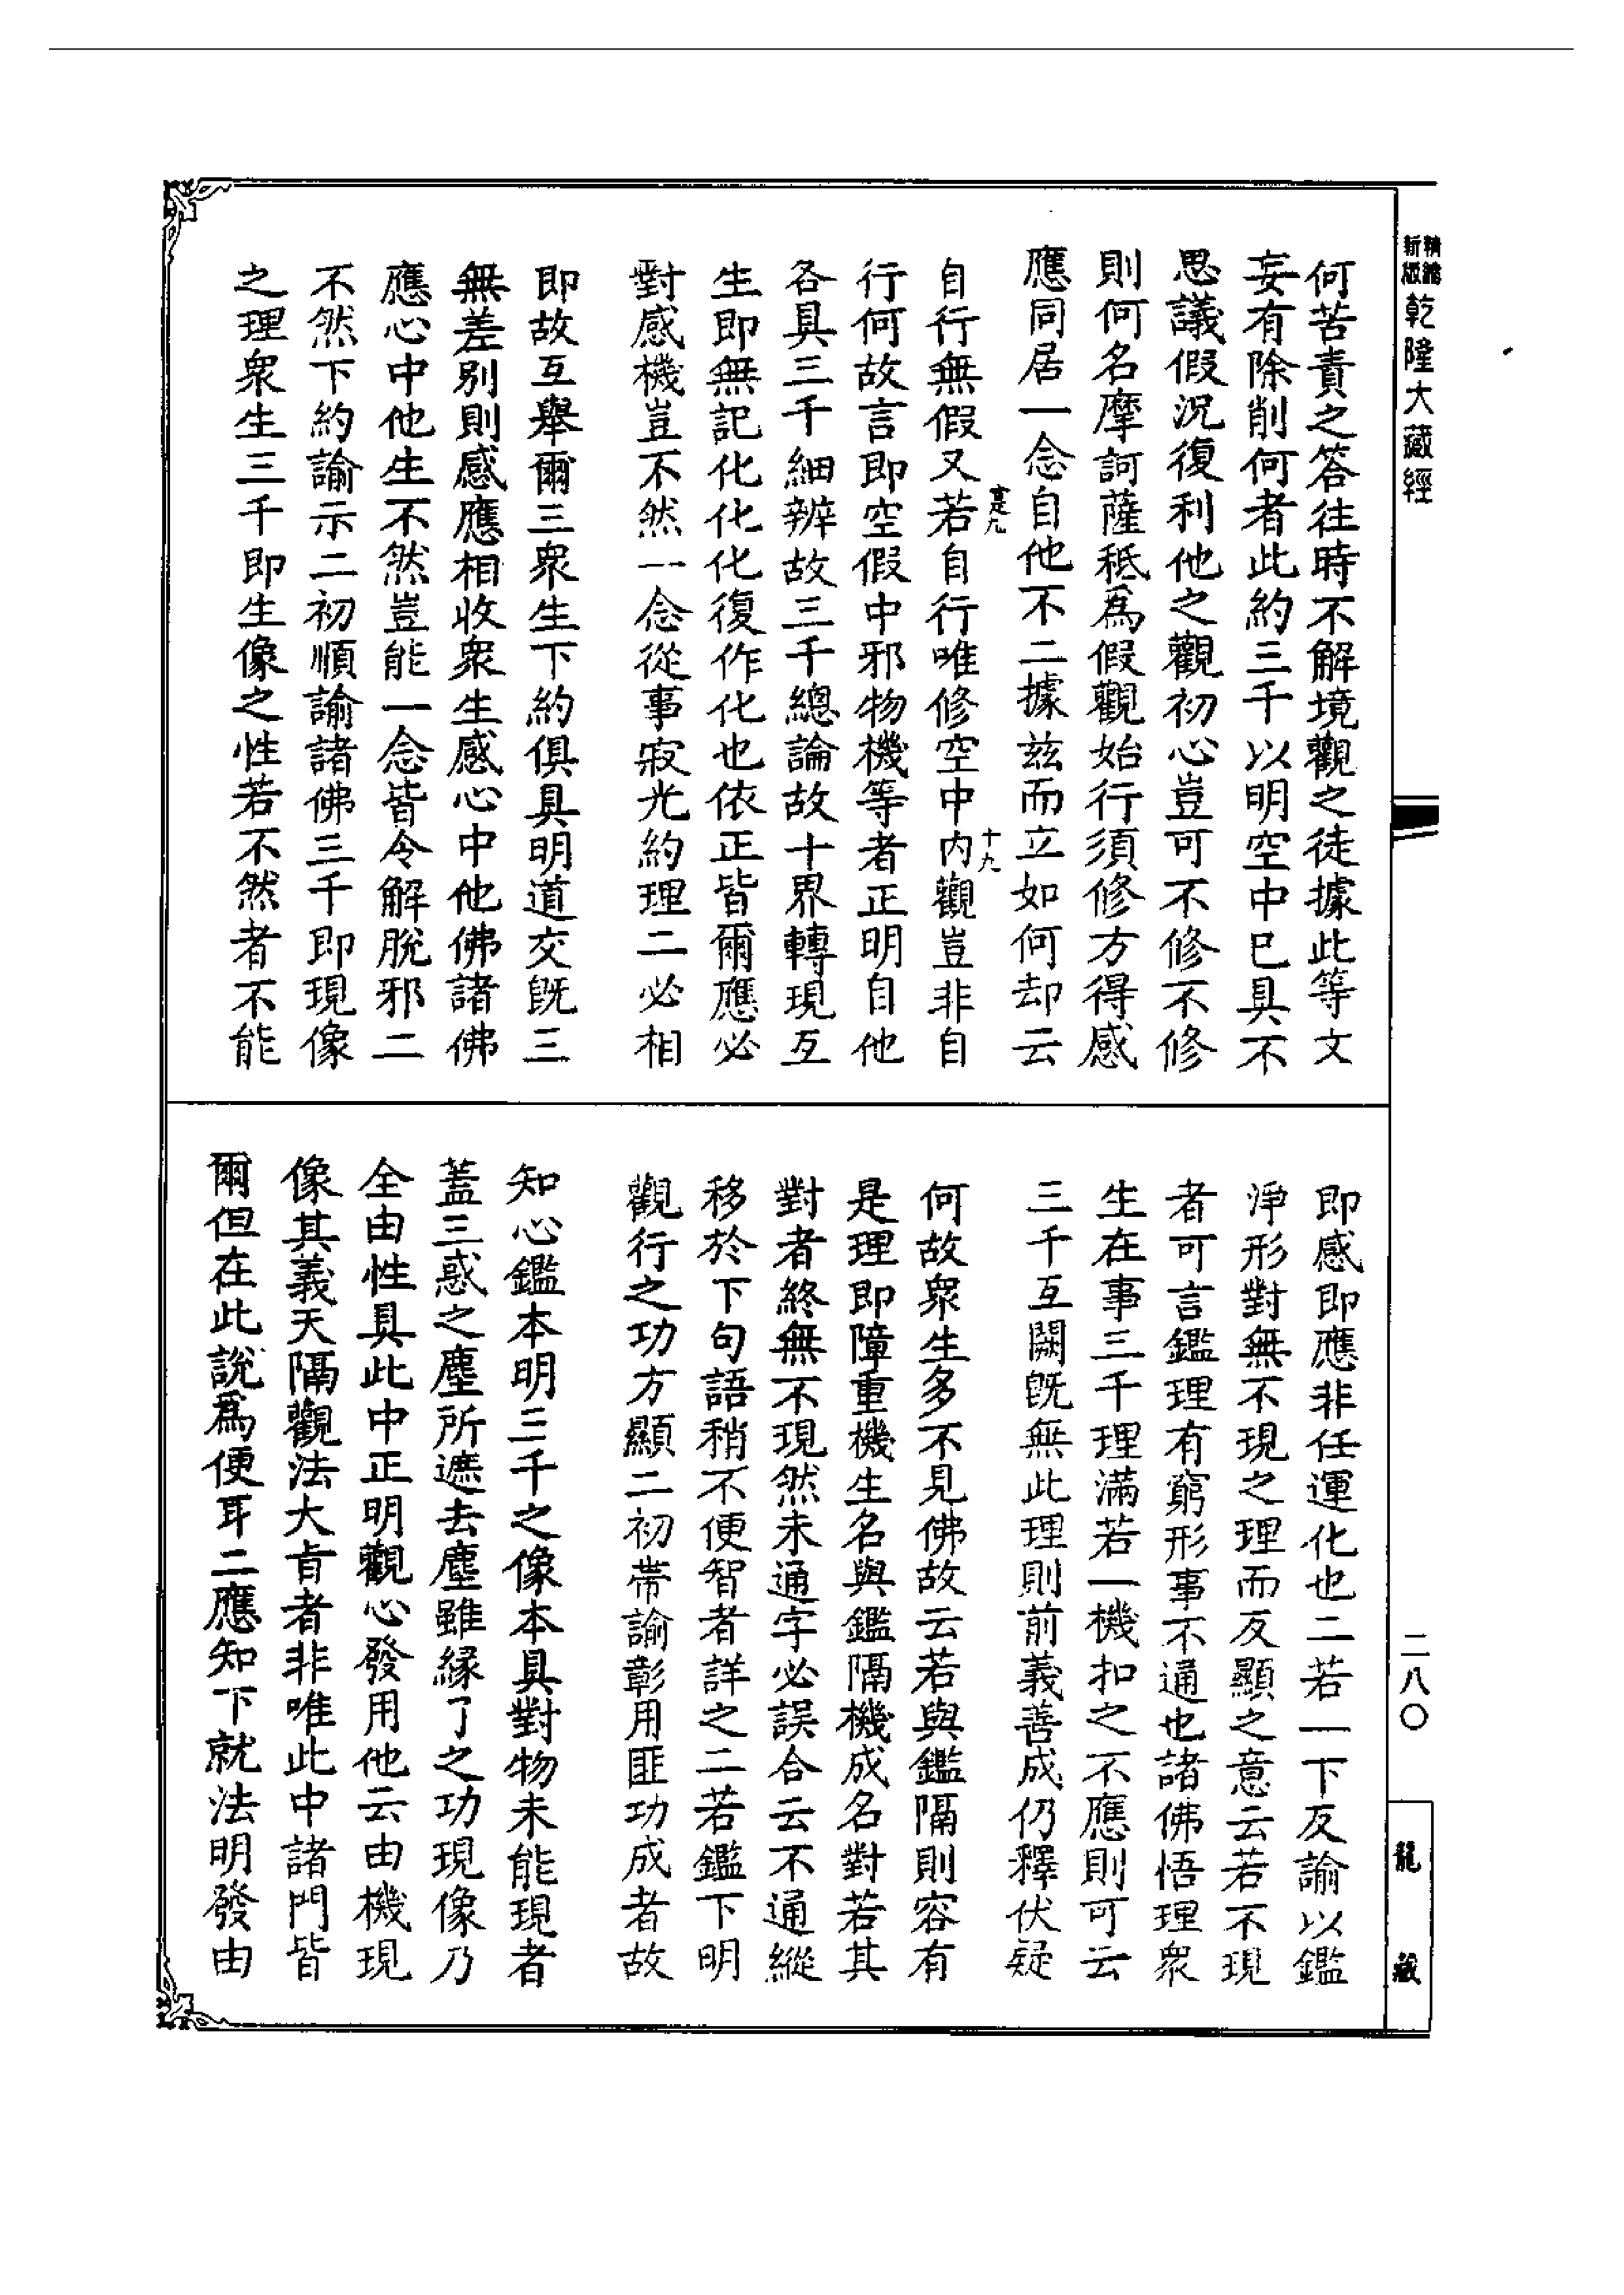 精編
新版
乾隆大藏經
何苦責之答往時不解境觀之徒據此等文
妄有除削何者此約三千以明空中已具不
思議假況復利他之觀初心豈可不修不修
則何名摩訶薩秖爲假觀始行須修方得感
應同居一念自他不二據茲而立如何却云
自行無假又若自行唯修空中内觀豈非自
十九
行何故言即空假中邪物機等者正明自他
各具三千細辨故三千總論故十界轉現互
生即無記化化化復作化也依正皆爾應必
對感機豈不然一念從事寂光約理二必相
即故互舉爾三衆生下約俱具明道交旣三
無差别則感應相收衆生感心中他佛諸佛
應心中他生不然豈能一念皆令解脫邪二
不然下約諭示二初順諭諸佛三千即現像
之理衆生三千即生像之性若不然者不能
即感即應非任運化也二若一下反諭以鑑
淨形對無不現之理而反顯之意云若不現
者可言鑑理有窮形事不通也諸佛悟理衆
生在事三千理滿若一機扣之不應則可云
三千互闕旣無此理則前義善成仍釋伏疑
何故衆生多不見佛故云若與鑑隔則容有
是理即障重機生名與鑑隔機成名對若其
對者終無不現然未通字必誤合云不通縱
移於下句語稍不便智者詳之二若鑑下明
觀行之功方顯二初帶諭彰用匪功成者故
知心鑑本明三千之像本具對物未能現者
蓋三惑之塵所遮去塵雖緣了之功現像乃
全由性具此中正明觀心發用他云由機現
像其義天隔觀法大旨者非唯此中諸門皆
爾但在此說爲便耳二應知下就法明發由
二八〇
龍藏